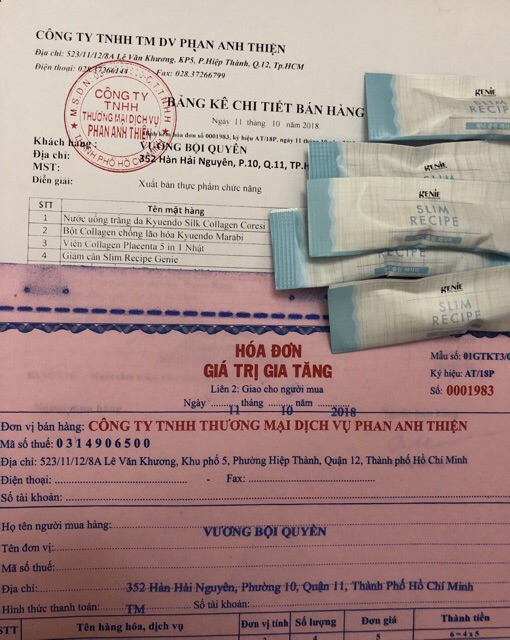 CÔNG TY TNHH TM DV PHAN ANH THIỆN
Địa chỉ: 523/11/12/8A Lê Văn Khương, KP5, P.Hiệp Thành, Q.12, Tp.HCM
Điện thoại: 028.37266144 Fax: 028.37266799
CÔNG TY
TNHH
THƯƠNG MẠI DỊCH VỤ
PHAN ANH THIỆN
BẢNG KÊ CHI TIẾT BÁN HÀNG
Ngày 11 tháng 10 năm 2018
hóa đơn số 0001983, ký hiệu AT/18P, ngày 11 tháng
Khách hàng: VƯƠNG BỘI QUYÊN
Địa chỉ: 352 Hàn Hải Nguyên, P.10, Q.11, TP.H
MST:
Diễn giải: Xuất bán thực phẩm chức năng
STT Tên mặt hàng
1 Nước uống trắng da Kyuendo Silk Collagen Coresi
2 Bột Collagen chống lão hóa Kyuendo Marabi
3 Viên Collagen Placenta 5 in 1 Nhật
4 Giảm cân Slim Recipe Genie
GENIE
SLIM
RECIPE
GENIE
SLIM
RECIPE
GENIE
SLIM
RECIPE
HÓA ĐƠN
GIÁ TRỊ GIA TĂNG
Liên 2: Giao cho người mua
Ngày 11 tháng 10 năm 2018
Mẫu số: 01GTKT3/0
Ký hiệu: AT/18P
Số: 0001983
Đơn vị bán hàng: CÔNG TY TNHH THƯƠNG MẠI DỊCH VỤ PHAN ANH THIỆN
Mã số thuế: 0314906500
Địa chỉ: 523/11/12/8A Lê Văn Khương, Khu phố 5, Phường Hiệp Thành, Quận 12, Thành phố Hồ Chí Minh
Điện thoại: - Fax:
Số tài khoản:
Họ tên người mua hàng: VƯƠNG BỘI QUYÊN
Tên đơn vị:
Mã số thuế:
Địa chỉ: 352 Hàn Hải Nguyên, Phường 10, Quận 11, Thành Phố Hồ Chí Minh
Hình thức thanh toán: TM Số tài khoản:
STT Tên hàng hóa, dịch vụ Đơn vị tính Số lượng Đơn giá Thành tiền
4 5 6=4x5